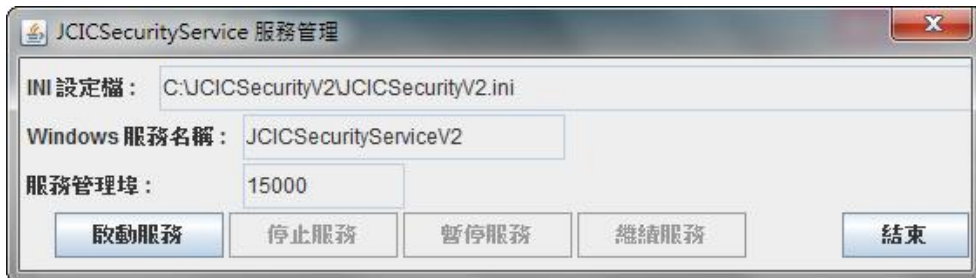 JCICSecurityService 服務管理
INI 設定檔： C:\JCICSecurityV2\JCICSecurityV2.ini
Windows 服務名稱： JCICSecurityServiceV2
服務管理埠： 15000
啟動服務 停止服務 暫停服務 繼續服務 結束